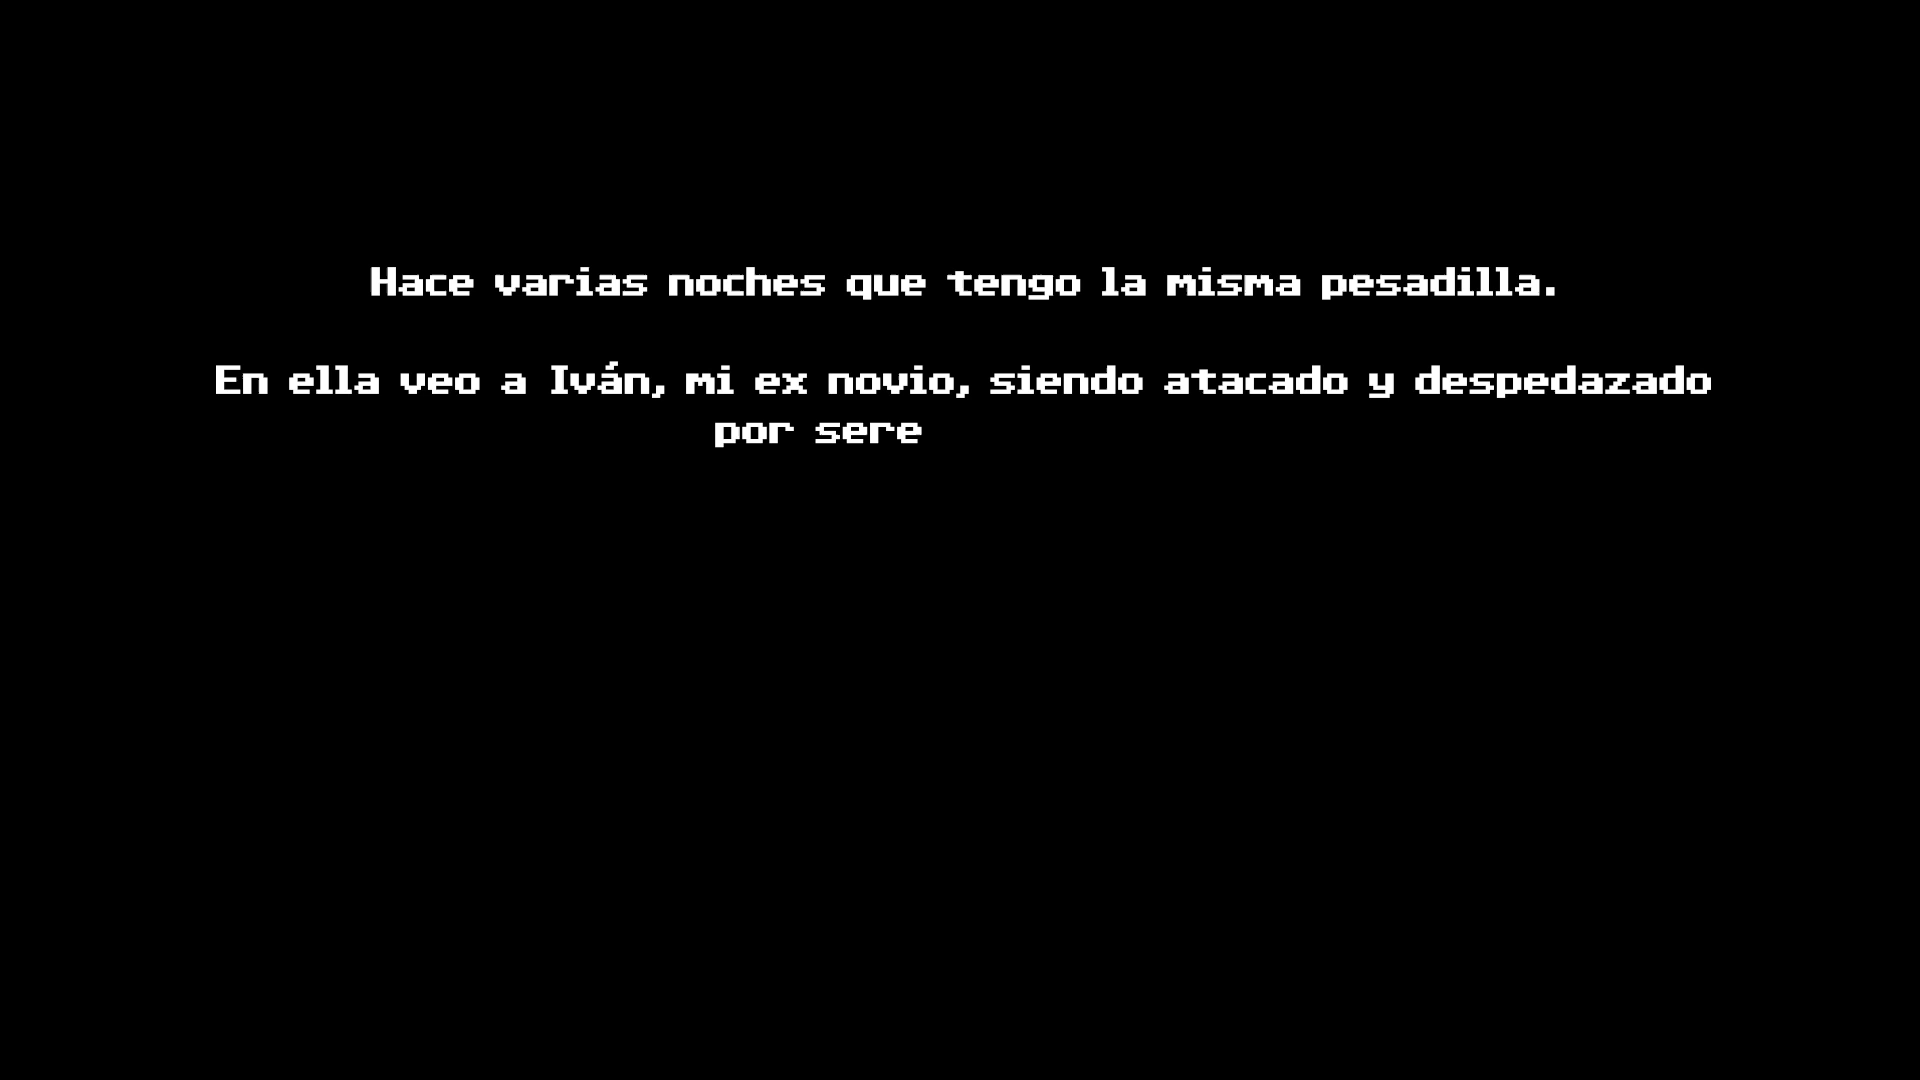 Hace varias noches que tengo la misma pesadilla.
En ella veo a Iván, mi ex novio, siendo atacado y despedazado
por sere